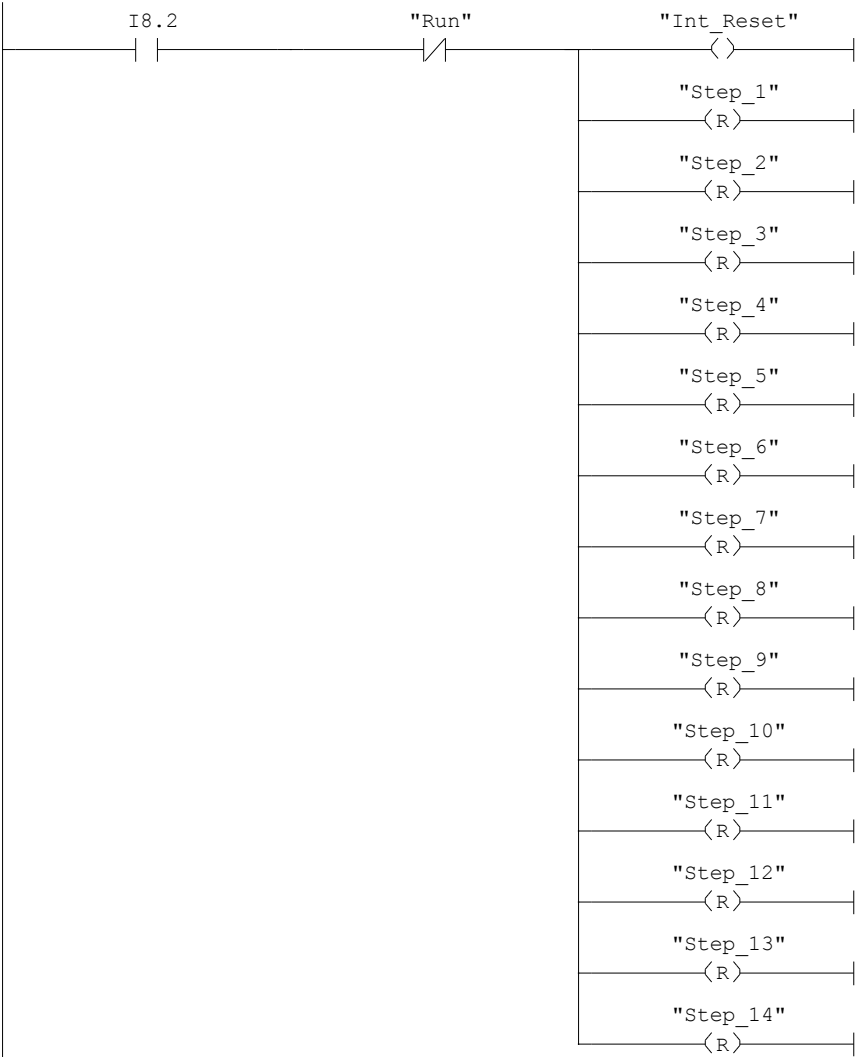 I8.2 "Run" "Int_Reset"
"Step_1"
R
"Step_2"
R
"Step_3"
R
"Step_4"
R
"Step_5"
R
"Step_6"
R
"Step_7"
R
"Step_8"
R
"Step_9"
R
"Step_10"
R
"Step_11"
R
"Step_12"
R
"Step_13"
R
"Step_14"
R